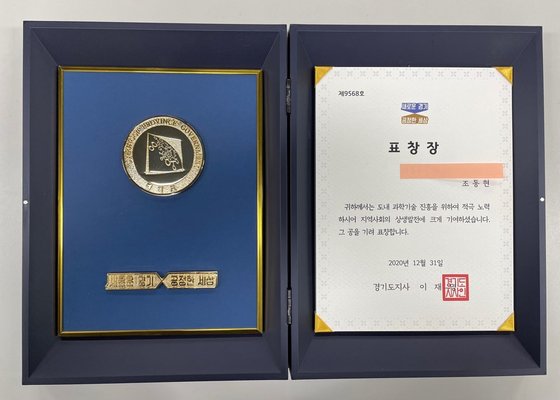 경기도
새로운 경기 공정한 세상
제9568호
새로운 경기
공정한 세상
표 창 장
조 동 현
귀하께서는 도내 과학기술 진흥을 위하여 적극 노력
하시어 지역사회의 상생발전에 크게 기여하셨습니다.
그 공을 기려 표창합니다.
2020년 12월 31일
경기도지사 이 재